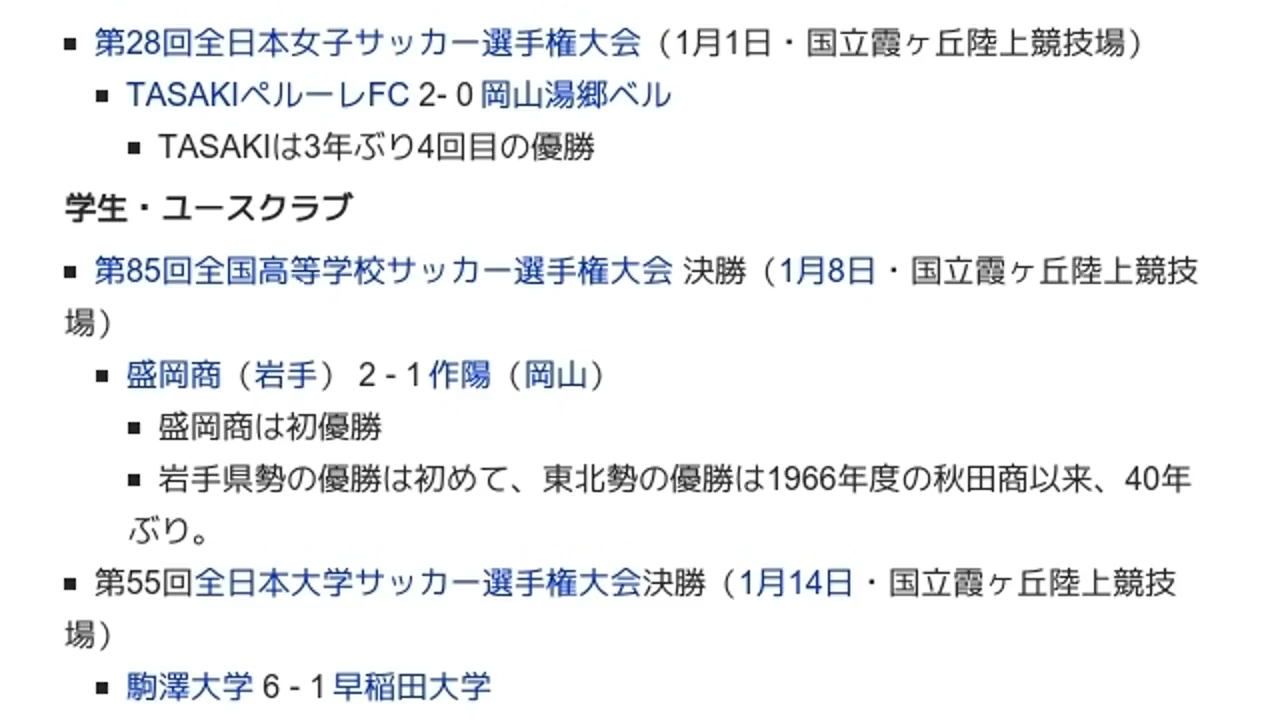 ▪ 第28回全日本女子サッカー選手権大会（1月1日・国立霞ヶ丘陸上競技場）
▪ TASAKIペルーレFC 2- 0 岡山湯郷ベル
▪ TASAKIは3年ぶり4回目の優勝
学生・ユースクラブ
▪ 第85回全国高等学校サッカー選手権大会 決勝（1月8日・国立霞ヶ丘陸上競技
場）
▪ 盛岡商（岩手） 2 - 1 作陽（岡山）
▪ 盛岡商は初優勝
▪ 岩手県勢の優勝は初めて、東北勢の優勝は1966年度の秋田商以来、40年
ぶり。
▪ 第55回全日本大学サッカー選手権大会決勝（1月14日・国立霞ヶ丘陸上競技
場）
▪ 駒澤大学 6 - 1 早稲田大学